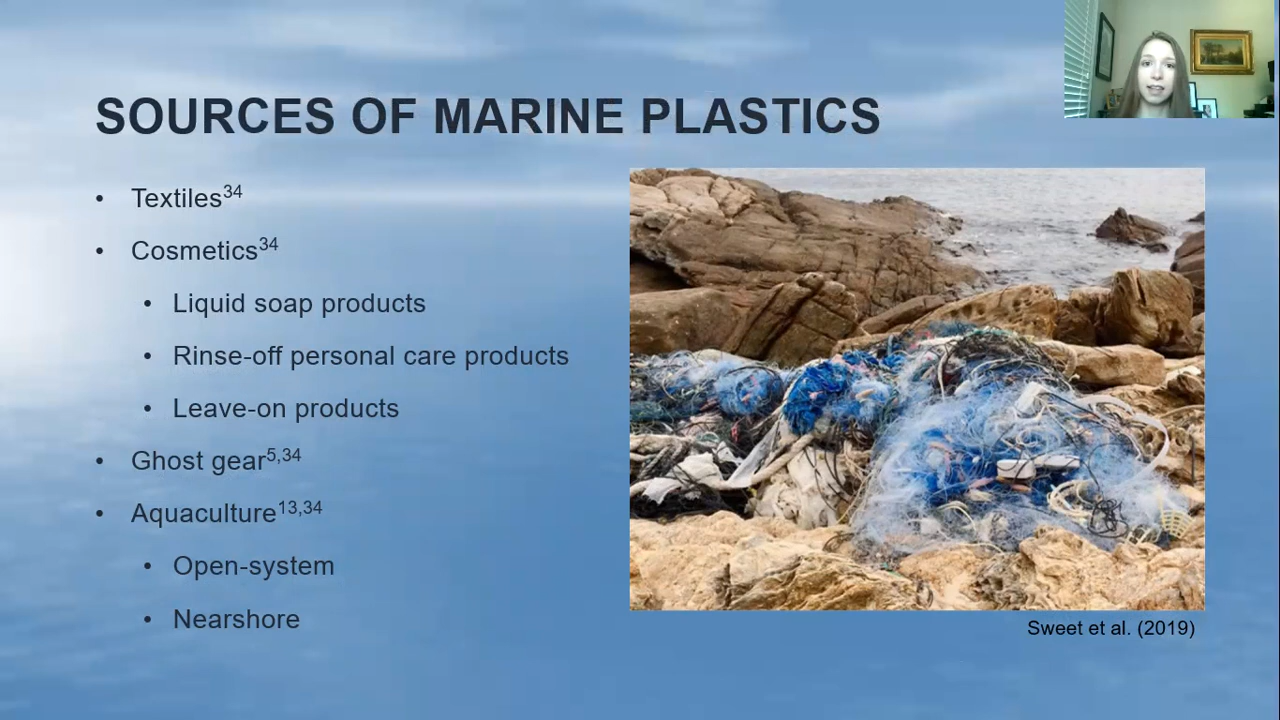 SOURCES OF MARINE PLASTICS
• Textiles34
• Cosmetics34
• Liquid soap products
• Rinse-off personal care products
• Leave-on products
• Ghost gear5,34
• Aquaculture13,34
• Open-system
• Nearshore
Sweet et al. (2019)